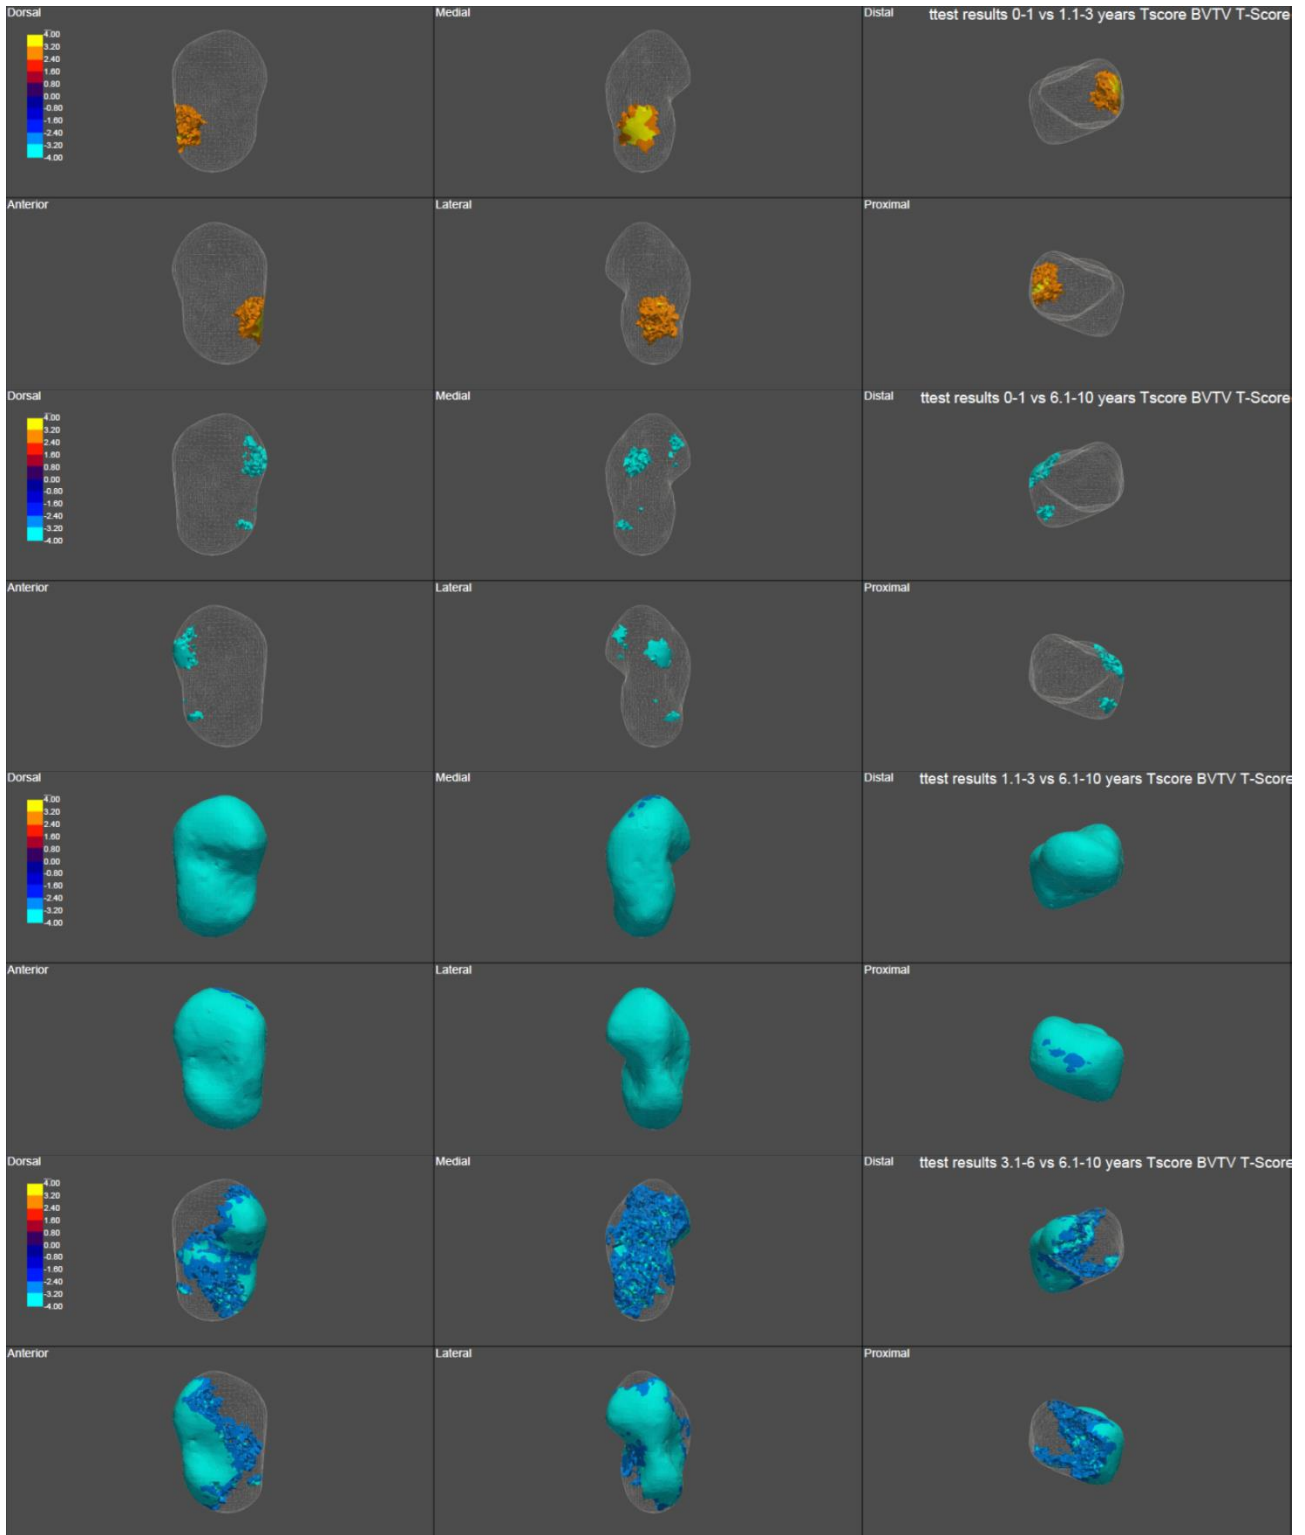 Dorsal
Medial
Distal ttest results 0-1 vs 1.1-3 years Tscore BVTV T-Score
4.00
3.20
2.40
1.60
0.80
0.00
-0.80
-1.60
-2.40
-3.20
-4.00
Anterior
Lateral
Proximal
Dorsal
Medial
Distal ttest results 0-1 vs 6.1-10 years Tscore BVTV T-Score
4.00
3.20
2.40
1.60
0.80
0.00
-0.80
-1.60
-2.40
-3.20
-4.00
Anterior
Lateral
Proximal
Dorsal
Medial
Distal ttest results 1.1-3 vs 6.1-10 years Tscore BVTV T-Score
4.00
3.20
2.40
1.60
0.80
0.00
-0.80
-1.60
-2.40
-3.20
-4.00
Anterior
Lateral
Proximal
Dorsal
Medial
Distal ttest results 3.1-6 vs 6.1-10 years Tscore BVTV T-Score
4.00
3.20
2.40
1.60
0.80
0.00
-0.80
-1.60
-2.40
-3.20
-4.00
Anterior
Lateral
Proximal